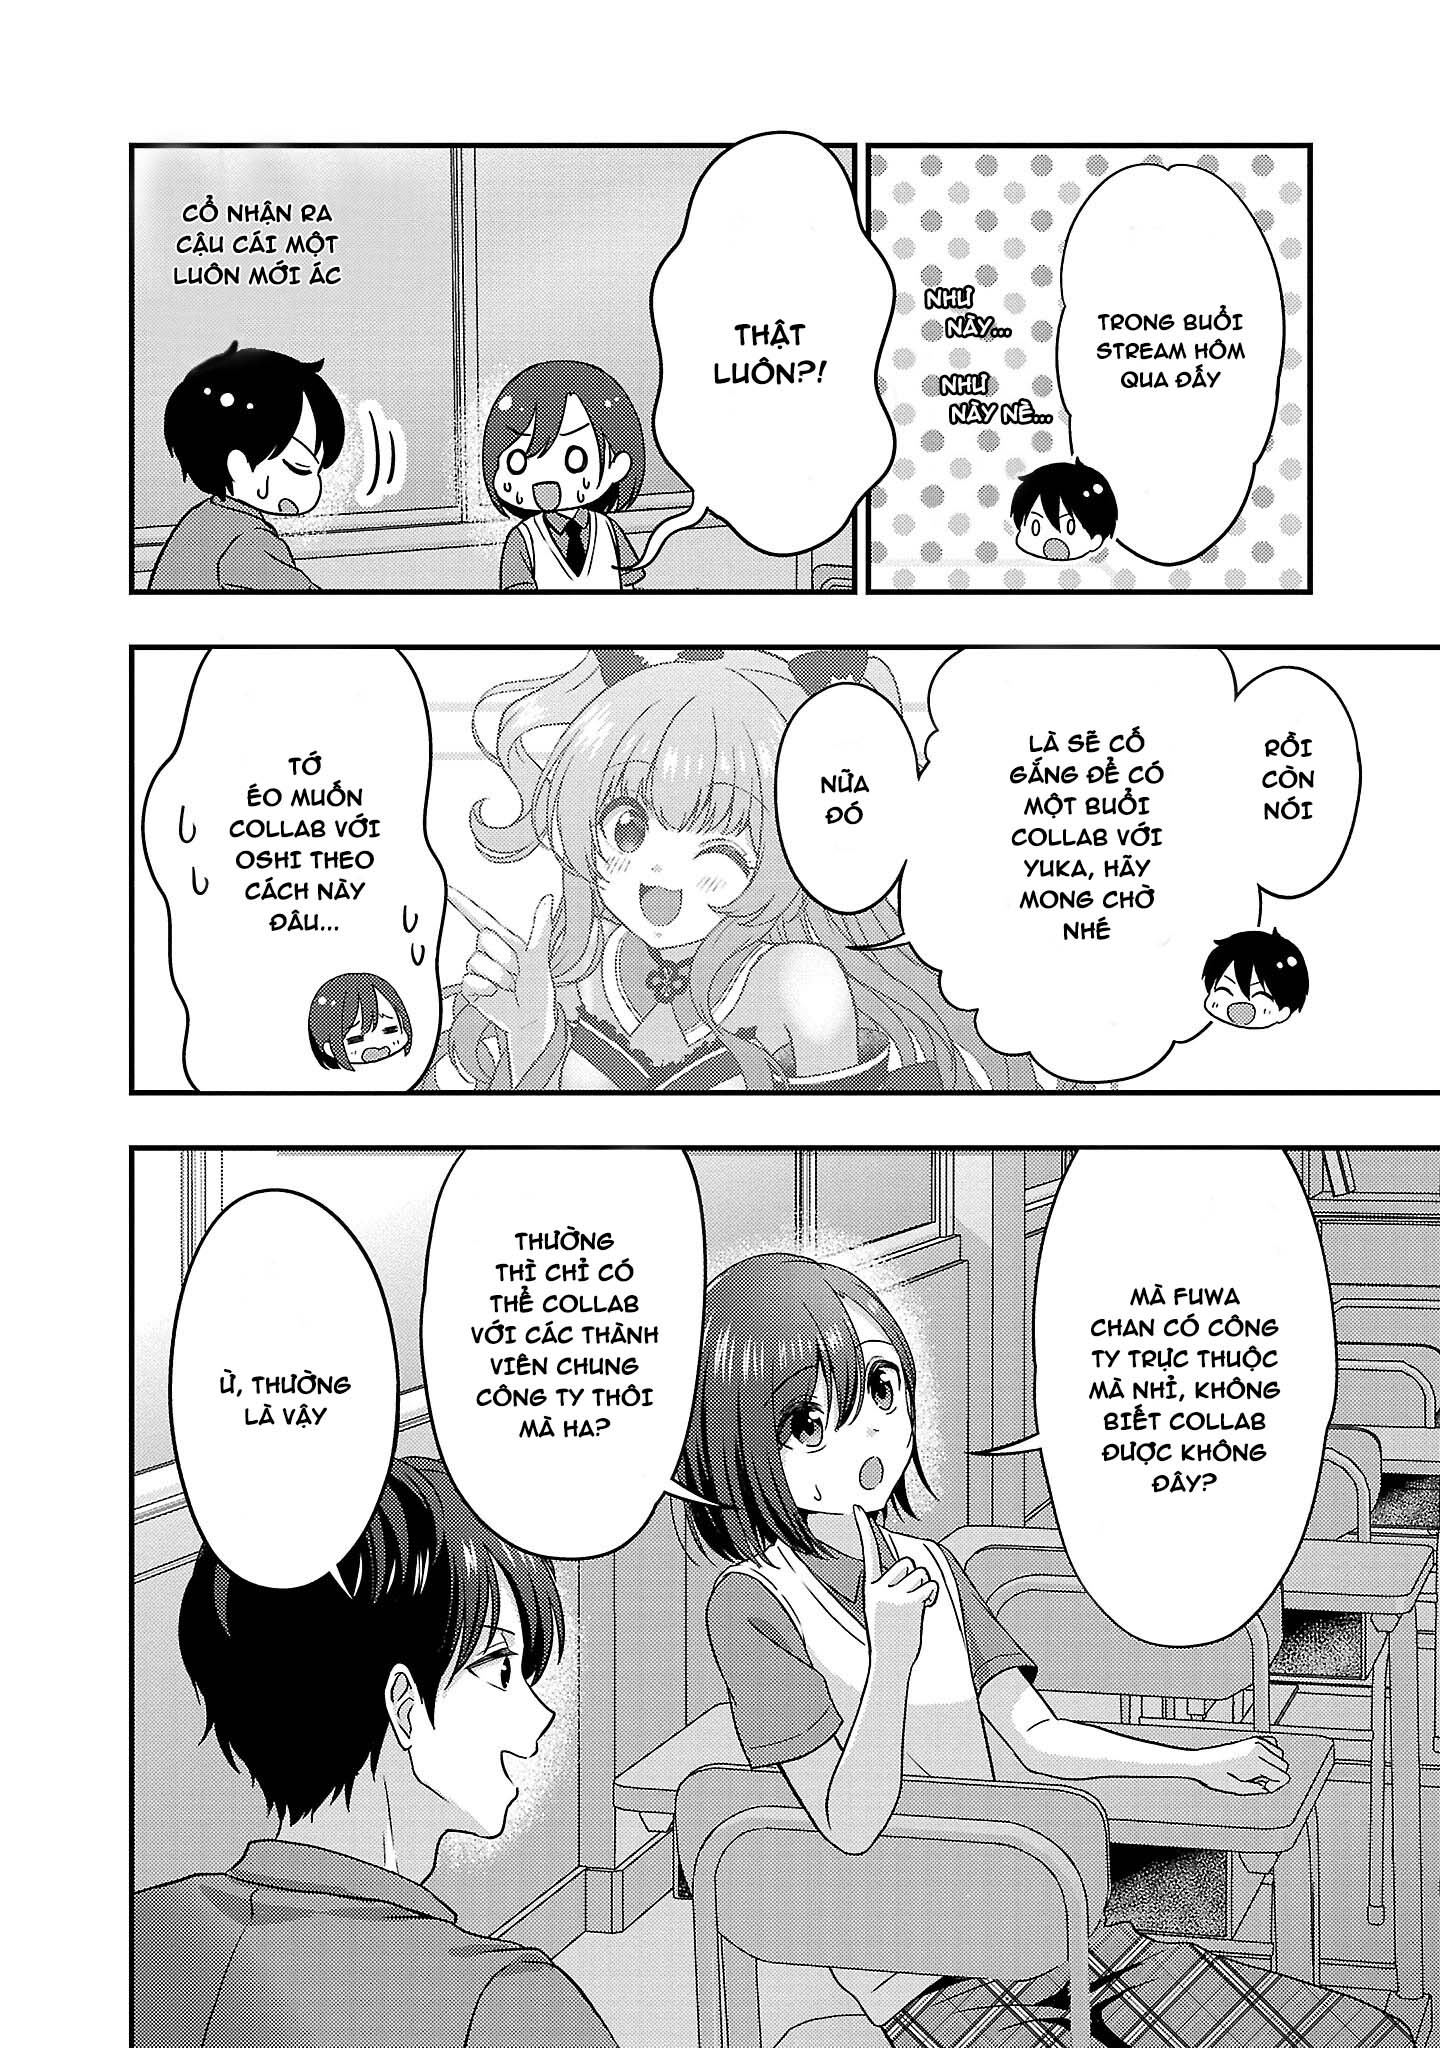 TRONG BUỔI
STREAM HÔM
QUA ĐẤY
NHƯ
NÀY...
NHƯ
NÀY NÈ...
THẬT
LUÔN?!
CỔ NHẬN RA
CẬU CÁI MỘT
LUÔN MỚI ÁC
RỒI
CÒN
NÓI
LÀ SẼ CỐ
GẮNG ĐỂ CÓ
MỘT BUỔI
COLLAB VỚI
YUKA, HÃY
MONG CHỜ
NHÉ
NỮA
ĐÓ
TỚ
ÉO MUỐN
COLLAB VỚI
OSHI THEO
CÁCH NÀY
ĐÂU...
MÀ FUWA
CHAN CÓ CÔNG
TY TRỰC THUỘC
MÀ NHỈ, KHÔNG
BIẾT COLLAB
ĐƯỢC KHÔNG
ĐÂY?
THƯỜNG
THÌ CHỈ CÓ
THỂ COLLAB
VỚI CÁC THÀNH
VIÊN CHUNG
CÔNG TY THÔI
MÀ HA?
Ừ, THƯỜNG
LÀ VẬY